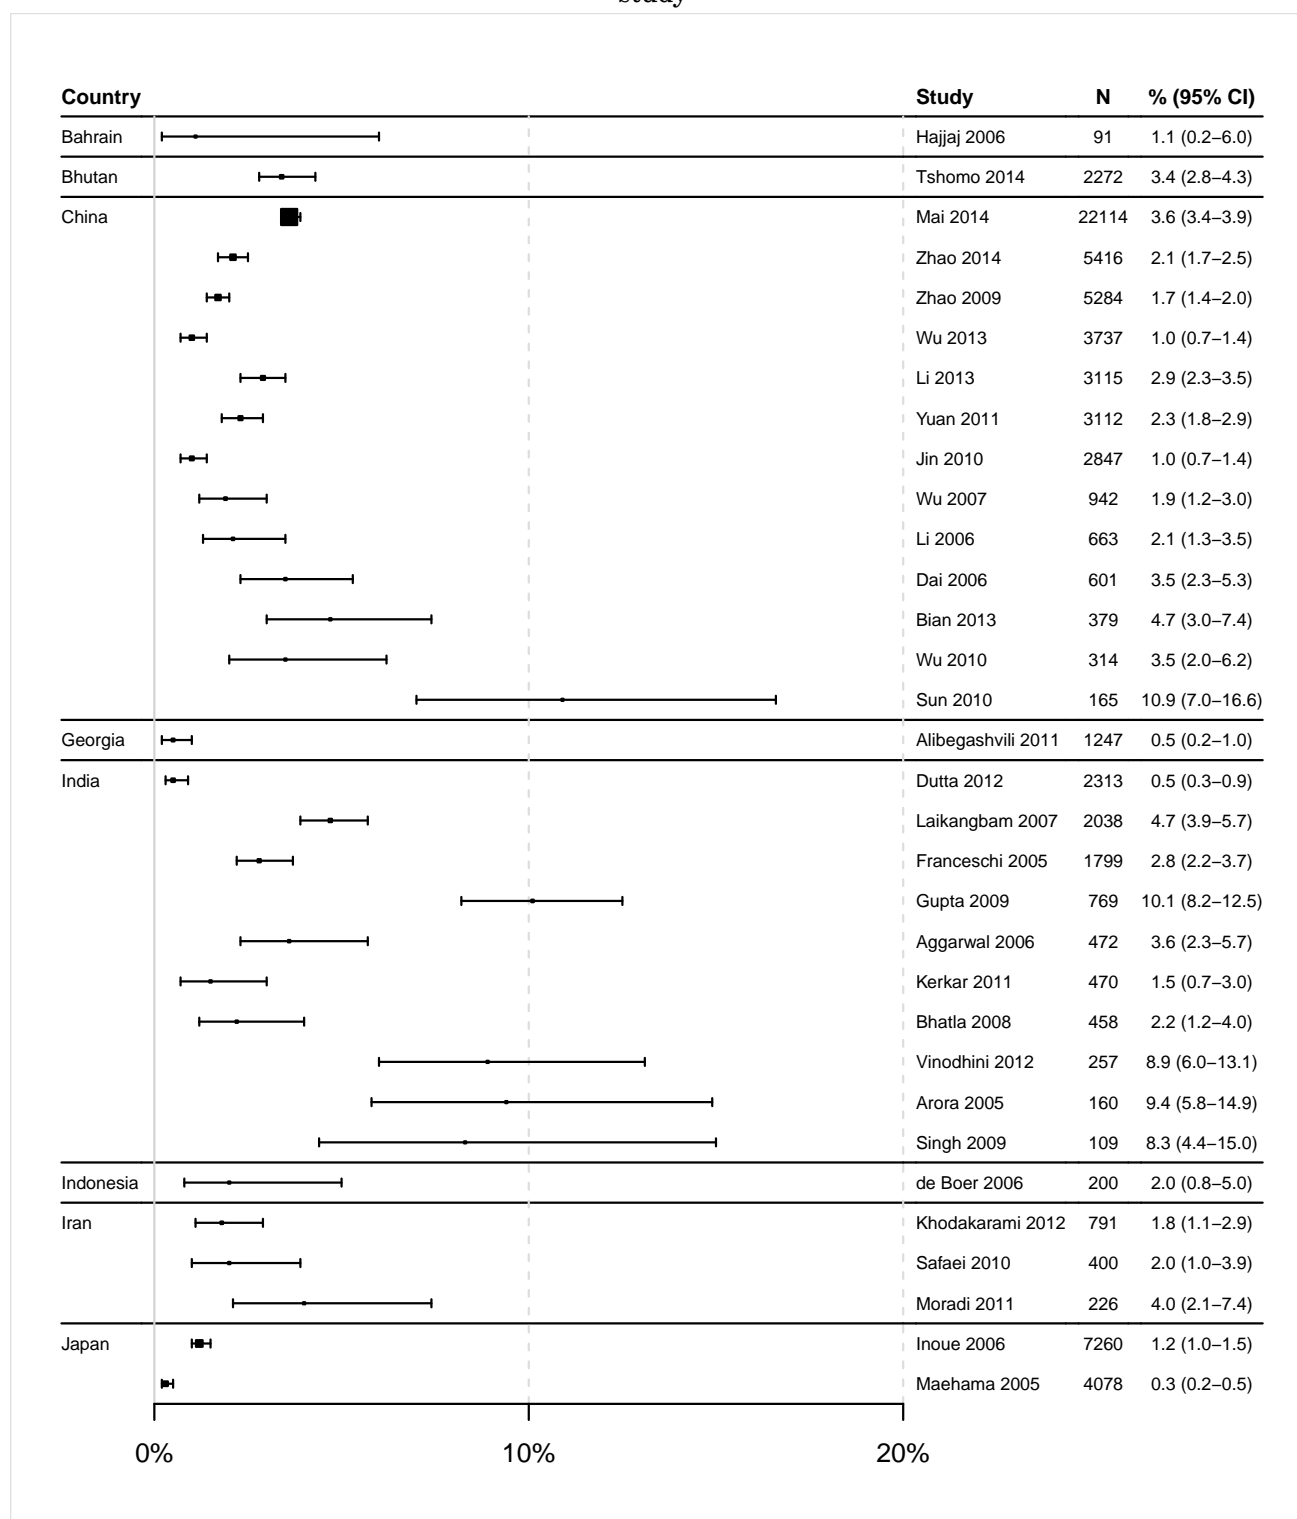 study
Country Study N % (95% CI)
Bahrain Hajjaj 2006 91 1.1 (0.2–6.0)
Bhutan Tshomo 2014 2272 3.4 (2.8–4.3)
China Mai 2014 22114 3.6 (3.4–3.9)
Zhao 2014 5416 2.1 (1.7–2.5)
Zhao 2009 5284 1.7 (1.4–2.0)
Wu 2013 3737 1.0 (0.7–1.4)
Li 2013 3115 2.9 (2.3–3.5)
Yuan 2011 3112 2.3 (1.8–2.9)
Jin 2010 2847 1.0 (0.7–1.4)
Wu 2007 942 1.9 (1.2–3.0)
Li 2006 663 2.1 (1.3–3.5)
Dai 2006 601 3.5 (2.3–5.3)
Bian 2013 379 4.7 (3.0–7.4)
Wu 2010 314 3.5 (2.0–6.2)
Sun 2010 165 10.9 (7.0–16.6)
Georgia Alibegashvili 2011 1247 0.5 (0.2–1.0)
India Dutta 2012 2313 0.5 (0.3–0.9)
Laikangbam 2007 2038 4.7 (3.9–5.7)
Franceschi 2005 1799 2.8 (2.2–3.7)
Gupta 2009 769 10.1 (8.2–12.5)
Aggarwal 2006 472 3.6 (2.3–5.7)
Kerkar 2011 470 1.5 (0.7–3.0)
Bhatla 2008 458 2.2 (1.2–4.0)
Vinodhini 2012 257 8.9 (6.0–13.1)
Arora 2005 160 9.4 (5.8–14.9)
Singh 2009 109 8.3 (4.4–15.0)
Indonesia de Boer 2006 200 2.0 (0.8–5.0)
Iran Khodakarami 2012 791 1.8 (1.1–2.9)
Safaei 2010 400 2.0 (1.0–3.9)
Moradi 2011 226 4.0 (2.1–7.4)
Japan Inoue 2006 7260 1.2 (1.0–1.5)
Maehama 2005 4078 0.3 (0.2–0.5)
0% 10% 20%